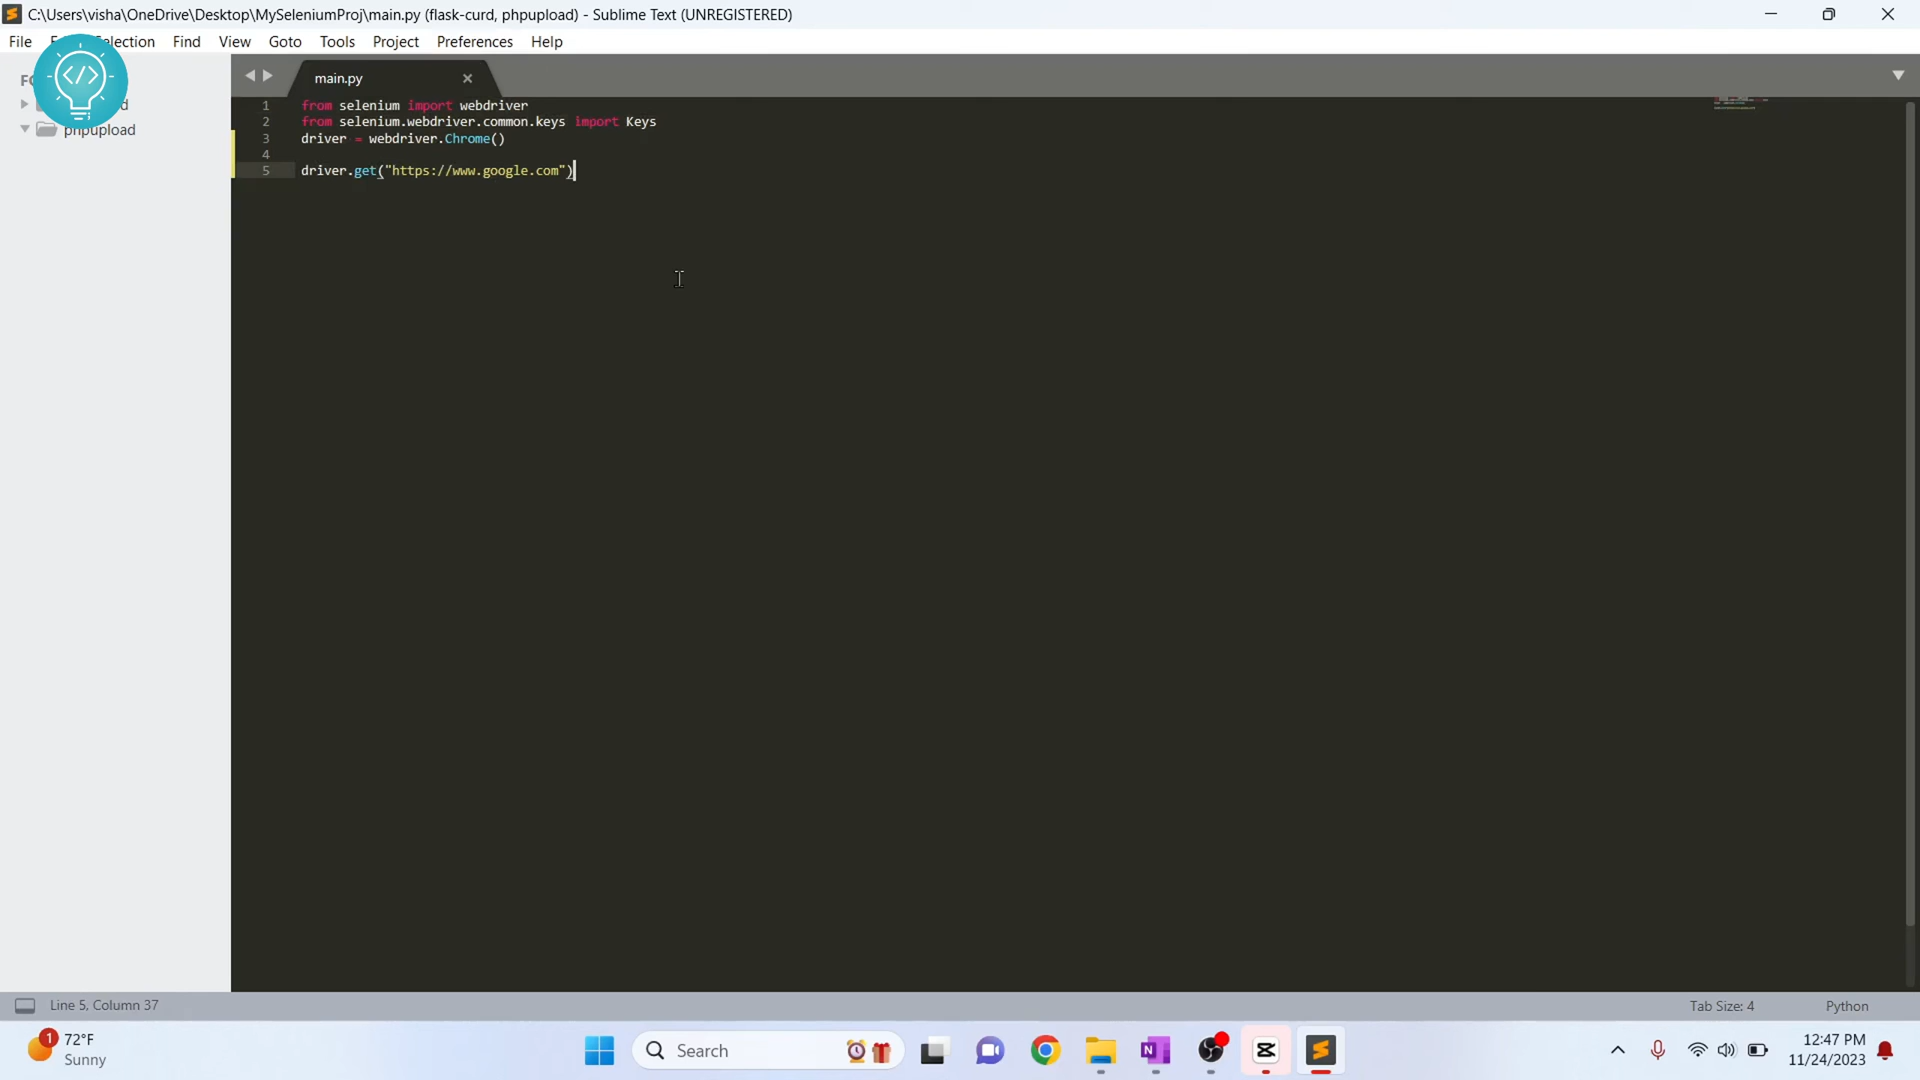 C:\Users\visha\OneDrive\Desktop\MySeleniumProj\main.py (flask-curd, phpupload) - Sublime Text (UNREGISTERED)
File Selection Find View Goto Tools Project Preferences Help
main.py
phpupload
1 from selenium import webdriver
2 from selenium.webdriver.common.keys import Keys
3 driver = webdriver.Chrome()
4
5 driver.get("https://www.google.com")
Line 5, Column 37
Tab Size: 4
Python
1
72°F
Sunny
Search
12:47 PM
11/24/2023